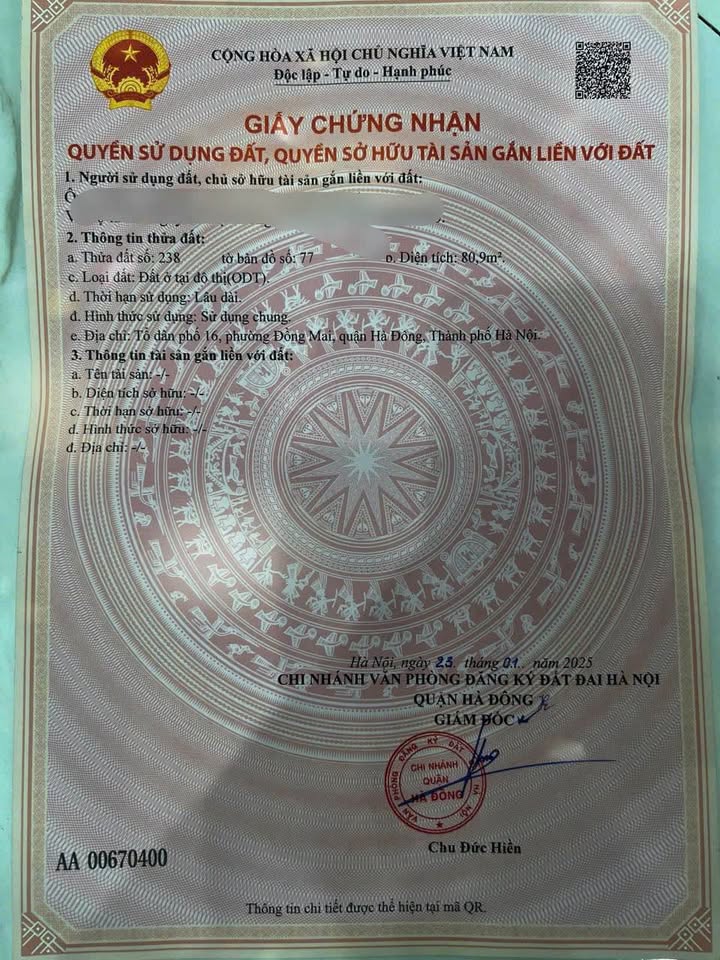 CỘNG HÒA XÃ HỘI CHỦ NGHĨA VIỆT NAM
Độc lập - Tự do - Hạnh phúc
GIẤY CHỨNG NHẬN
QUYỀN SỬ DỤNG ĐẤT, QUYỀN SỞ HỮU TÀI SẢN GẮN LIỀN VỚI ĐẤT
1. Người sử dụng đất, chủ sở hữu tài sản gắn liền với đất:
2. Thông tin thửa đất:
a. Thửa đất số: 238 tờ bản đồ số: 77 b. Diện tích: 80,9m².
c. Loại đất: Đất ở tại đô thị(ODT).
d. Thời hạn sử dụng: Lâu dài.
đ. Hình thức sử dụng: Sử dụng chung.
e. Địa chỉ: Tổ dân phố 16, phường Đồng Mai, quận Hà Đông, Thành phố Hà Nội.
3. Thông tin tài sản gắn liền với đất:
a. Tên tài sản: -/-
b. Diện tích sở hữu: -/-
c. Thời hạn sở hữu: -/-
d. Hình thức sở hữu: -/-
đ. Địa chỉ: -/-
Hà Nội, ngày 23 tháng 01 năm 2025
CHI NHÁNH VĂN PHÒNG ĐĂNG KÝ ĐẤT ĐAI HÀ NỘI
QUẬN HÀ ĐÔNG
GIÁM ĐỐC
VĂN PHÒNG ĐĂNG KÝ ĐẤT HÀ NỘI
CHI NHÁNH
QUẬN
HÀ ĐÔNG
Chu Đức Hiền
AA 00670400
Thông tin chi tiết được thể hiện tại mã QR.